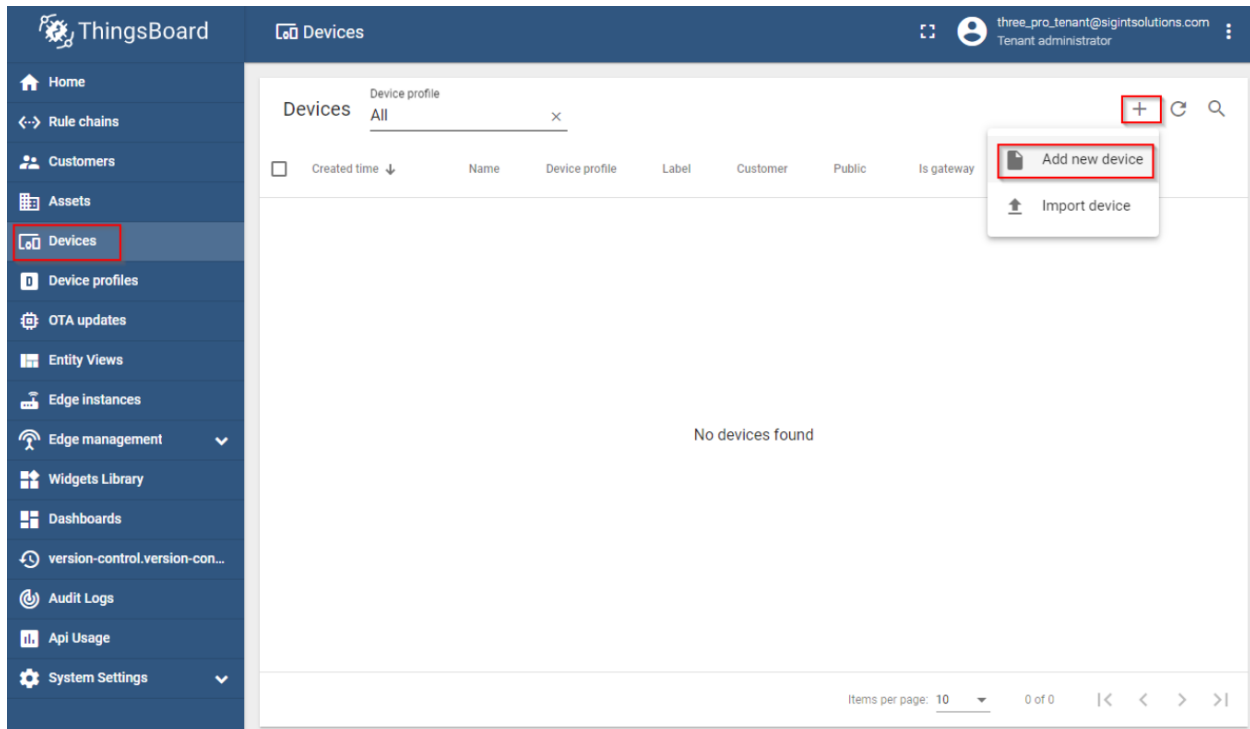 ThingsBoard
Devices
three_pro_tenant@sigintsolutions.com
Tenant administrator
Home
Rule chains
Customers
Assets
Devices
Device profiles
OTA updates
Entity Views
Edge instances
Edge management
Widgets Library
Dashboards
version-control.version-con...
Audit Logs
Api Usage
System Settings
Devices
Device profile
All
Created time Name Device profile Label Customer Public Is gateway
Add new device
Import device
No devices found
Items per page: 10 0 of 0